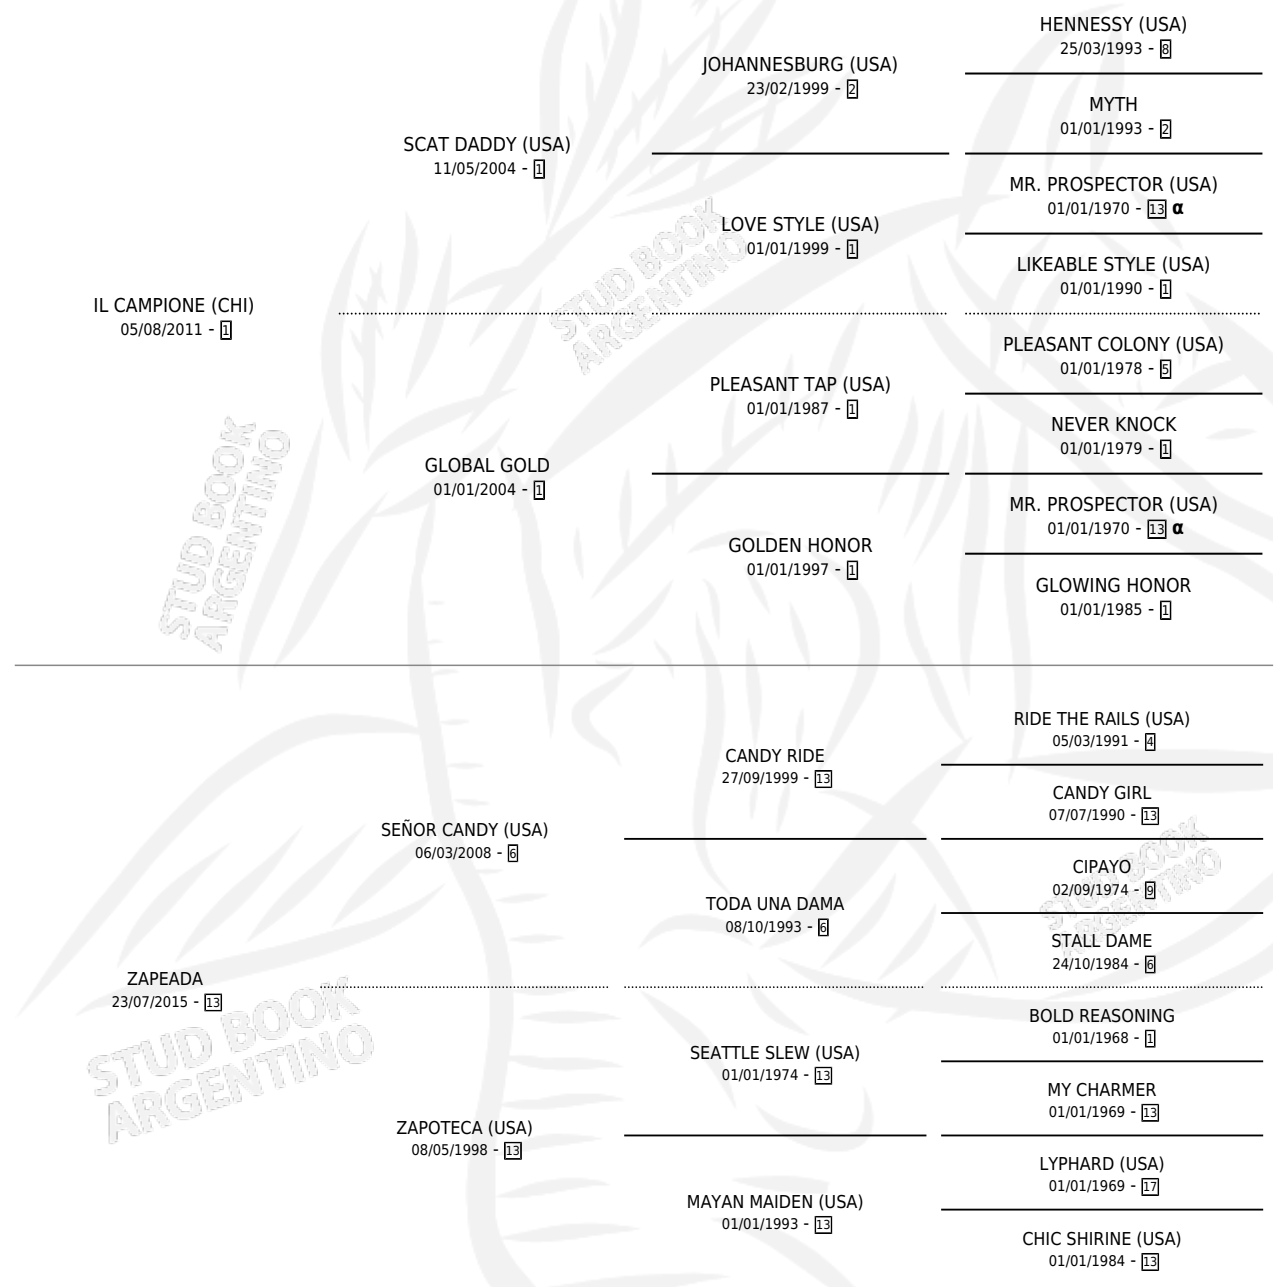 HENNESSY (USA)
25/03/1993 - 8
JOHANNESBURG (USA)
23/02/1999 - 2
MYTH
01/01/1993 - 2
SCAT DADDY (USA)
11/05/2004 - 1
MR. PROSPECTOR (USA)
01/01/1970 - 13 α
LOVE STYLE (USA)
01/01/1999 - 1
LIKEABLE STYLE (USA)
01/01/1990 - 1
IL CAMPIONE (CHI)
05/08/2011 - 1
PLEASANT COLONY (USA)
01/01/1978 - 5
PLEASANT TAP (USA)
01/01/1987 - 1
NEVER KNOCK
01/01/1979 - 1
GLOBAL GOLD
01/01/2004 - 1
MR. PROSPECTOR (USA)
01/01/1970 - 13 α
GOLDEN HONOR
01/01/1997 - 1
GLOWING HONOR
01/01/1985 - 1
RIDE THE RAILS (USA)
05/03/1991 - 4
CANDY RIDE
27/09/1999 - 13
CANDY GIRL
07/07/1990 - 13
SEÑOR CANDY (USA)
06/03/2008 - 6
CIPAYO
02/09/1974 - 9
TODA UNA DAMA
08/10/1993 - 6
STALL DAME
24/10/1984 - 6
ZAPEADA
23/07/2015 - 13
BOLD REASONING
01/01/1968 - 1
SEATTLE SLEW (USA)
01/01/1974 - 13
MY CHARMER
01/01/1969 - 13
ZAPOTECA (USA)
08/05/1998 - 13
LYPHARD (USA)
01/01/1969 - 17
MAYAN MAIDEN (USA)
01/01/1993 - 13
CHIC SHIRINE (USA)
01/01/1984 - 13
STUD BOOK
ARGENTINO
STUD BOOK
ARGENTINO
STUD BOOK
ARGENTINO
STUD BOOK
ARGENTINO